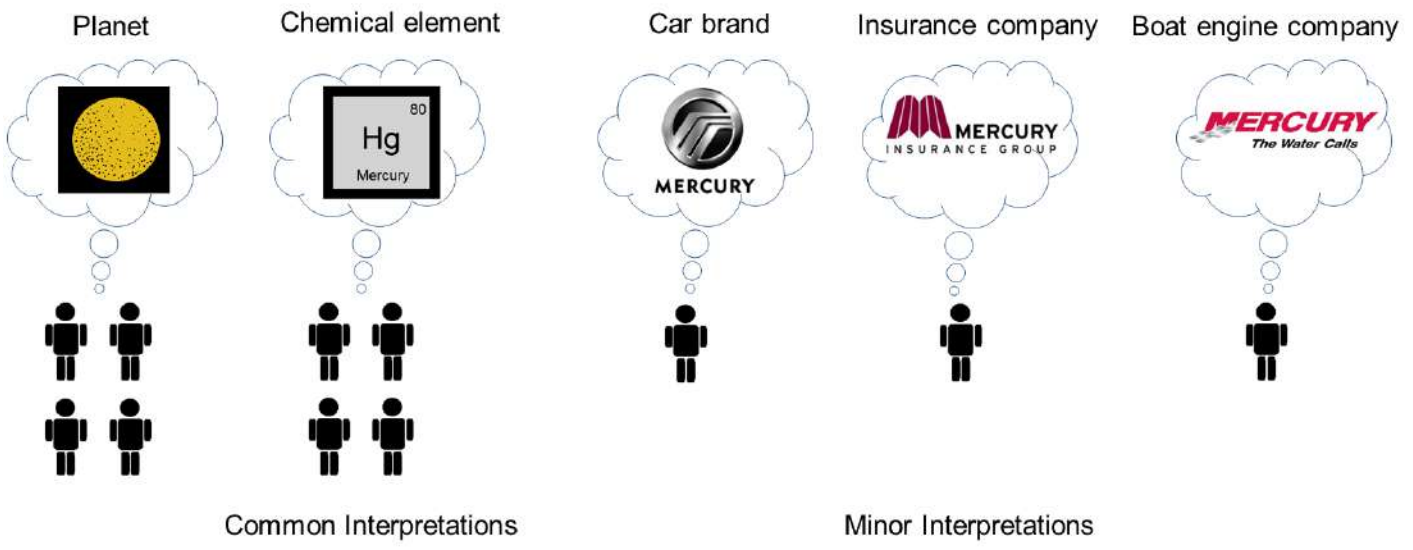 Planet
Chemical element
Car brand
Insurance company
Boat engine company
80
Hg
Mercury
MERCURY
MERCURY
INSURANCE GROUP
MERCURY
The Water Calls
Common Interpretations
Minor Interpretations